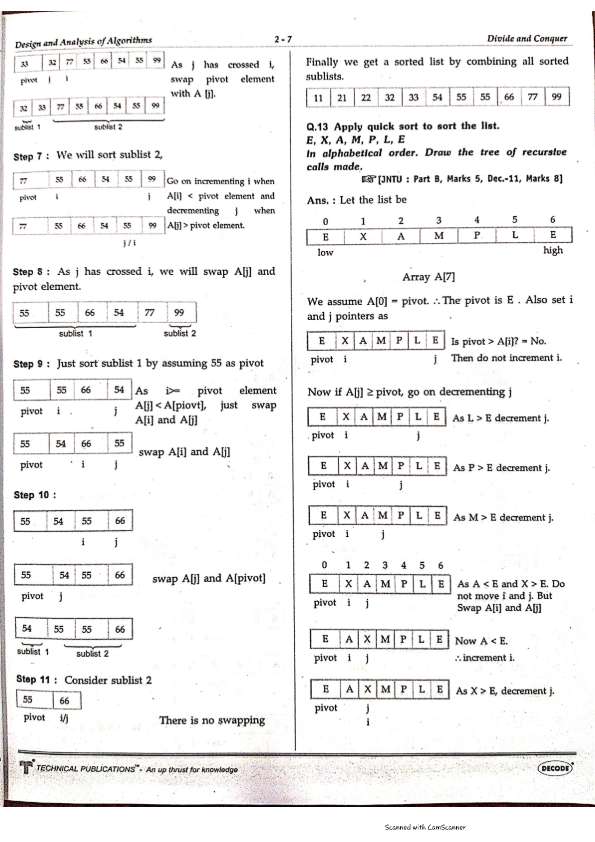 Design and Analysis of Algorithms
2 - 7
Divide and Conquer
33 32 77 55 66 54 55 99
pivot j i
As j has crossed i,
swap pivot element
with A [j].
32 33 77 55 66 54 55 99
sublist 1 sublist 2
Step 7 : We will sort sublist 2,
77 55 66 54 55 99
pivot i j
Go on incrementing i when
A[i] < pivot element and
decrementing j when
A[j] > pivot element.
77 55 66 54 55 99
j / i
Step 8 : As j has crossed i, we will swap A[j] and
pivot element.
55 55 66 54 77 99
sublist 1 sublist 2
Step 9 : Just sort sublist 1 by assuming 55 as pivot
55 55 66 54
pivot i j
As i>= pivot element
A[j] < A[piovt], just swap
A[i] and A[j]
55 54 66 55
pivot i j
swap A[i] and A[j]
Step 10 :
55 54 55 66
i j
55 54 55 66
pivot j
swap A[j] and A[pivot]
54 55 55 66
sublist 1 sublist 2
Step 11 : Consider sublist 2
55 66
pivot i/j
There is no swapping
Finally we get a sorted list by combining all sorted
sublists.
11 21 22 32 33 54 55 55 66 77 99
Q.13 Apply quick sort to sort the list.
E, X, A, M, P, L, E
In alphabetical order. Draw the tree of recursive
calls made.
[JNTU : Part B, Marks 5, Dec.-11, Marks 8]
Ans. : Let the list be
0 1 2 3 4 5 6
E X A M P L E
low high
Array A[7]
We assume A[0] = pivot. ∴ The pivot is E . Also set i
and j pointers as
E X A M P L E
pivot i j
Is pivot > A[i]? = No.
Then do not increment i.
Now if A[j] ≥ pivot, go on decrementing j
E X A M P L E As L > E decrement j.
pivot i j
E X A M P L E As P > E decrement j.
pivot i j
E X A M P L E As M > E decrement j.
pivot i j
0 1 2 3 4 5 6
E X A M P L E
pivot i j
As A < E and X > E. Do
not move i and j. But
Swap A[i] and A[j]
E A X M P L E Now A < E.
pivot i j ∴ increment i.
E A X M P L E As X > E, decrement j.
pivot j
i
TECHNICAL PUBLICATIONS™- An up thrust for knowledge
DECODE
Scanned with CamScanner